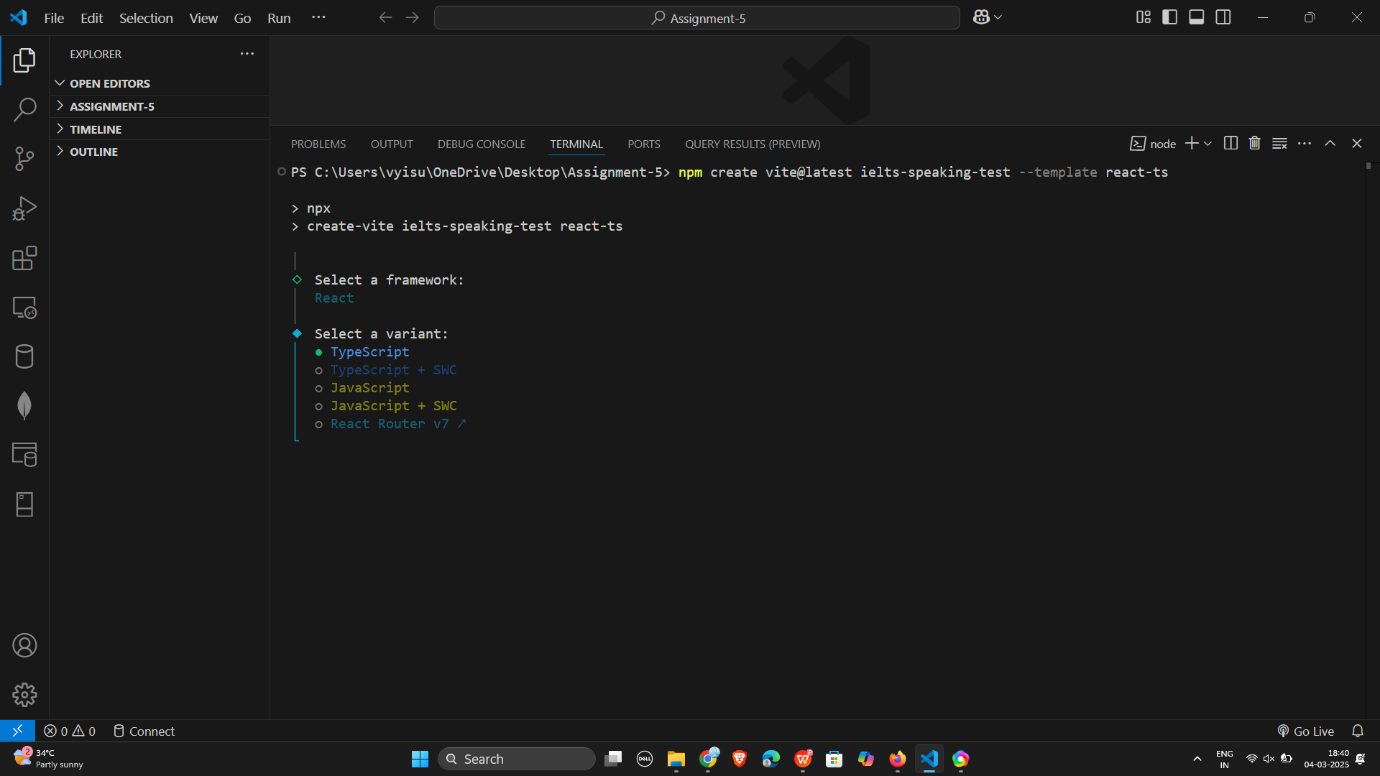 File Edit Selection View Go Run ···
Assignment-5
EXPLORER ···
OPEN EDITORS
ASSIGNMENT-5
TIMELINE
OUTLINE
PROBLEMS OUTPUT DEBUG CONSOLE TERMINAL PORTS QUERY RESULTS (PREVIEW)
node
PS C:\Users\vyisu\OneDrive\Desktop\Assignment-5> npm create vite@latest ielts-speaking-test --template react-ts
> npx
> create-vite ielts-speaking-test react-ts
Select a framework:
React
Select a variant:
TypeScript
TypeScript + SWC
JavaScript
JavaScript + SWC
React Router v7 ↗
0 0 Connect
Go Live
2
34°C
Partly sunny
Search
DELL
W
ENG
IN
18:40
04-03-2025